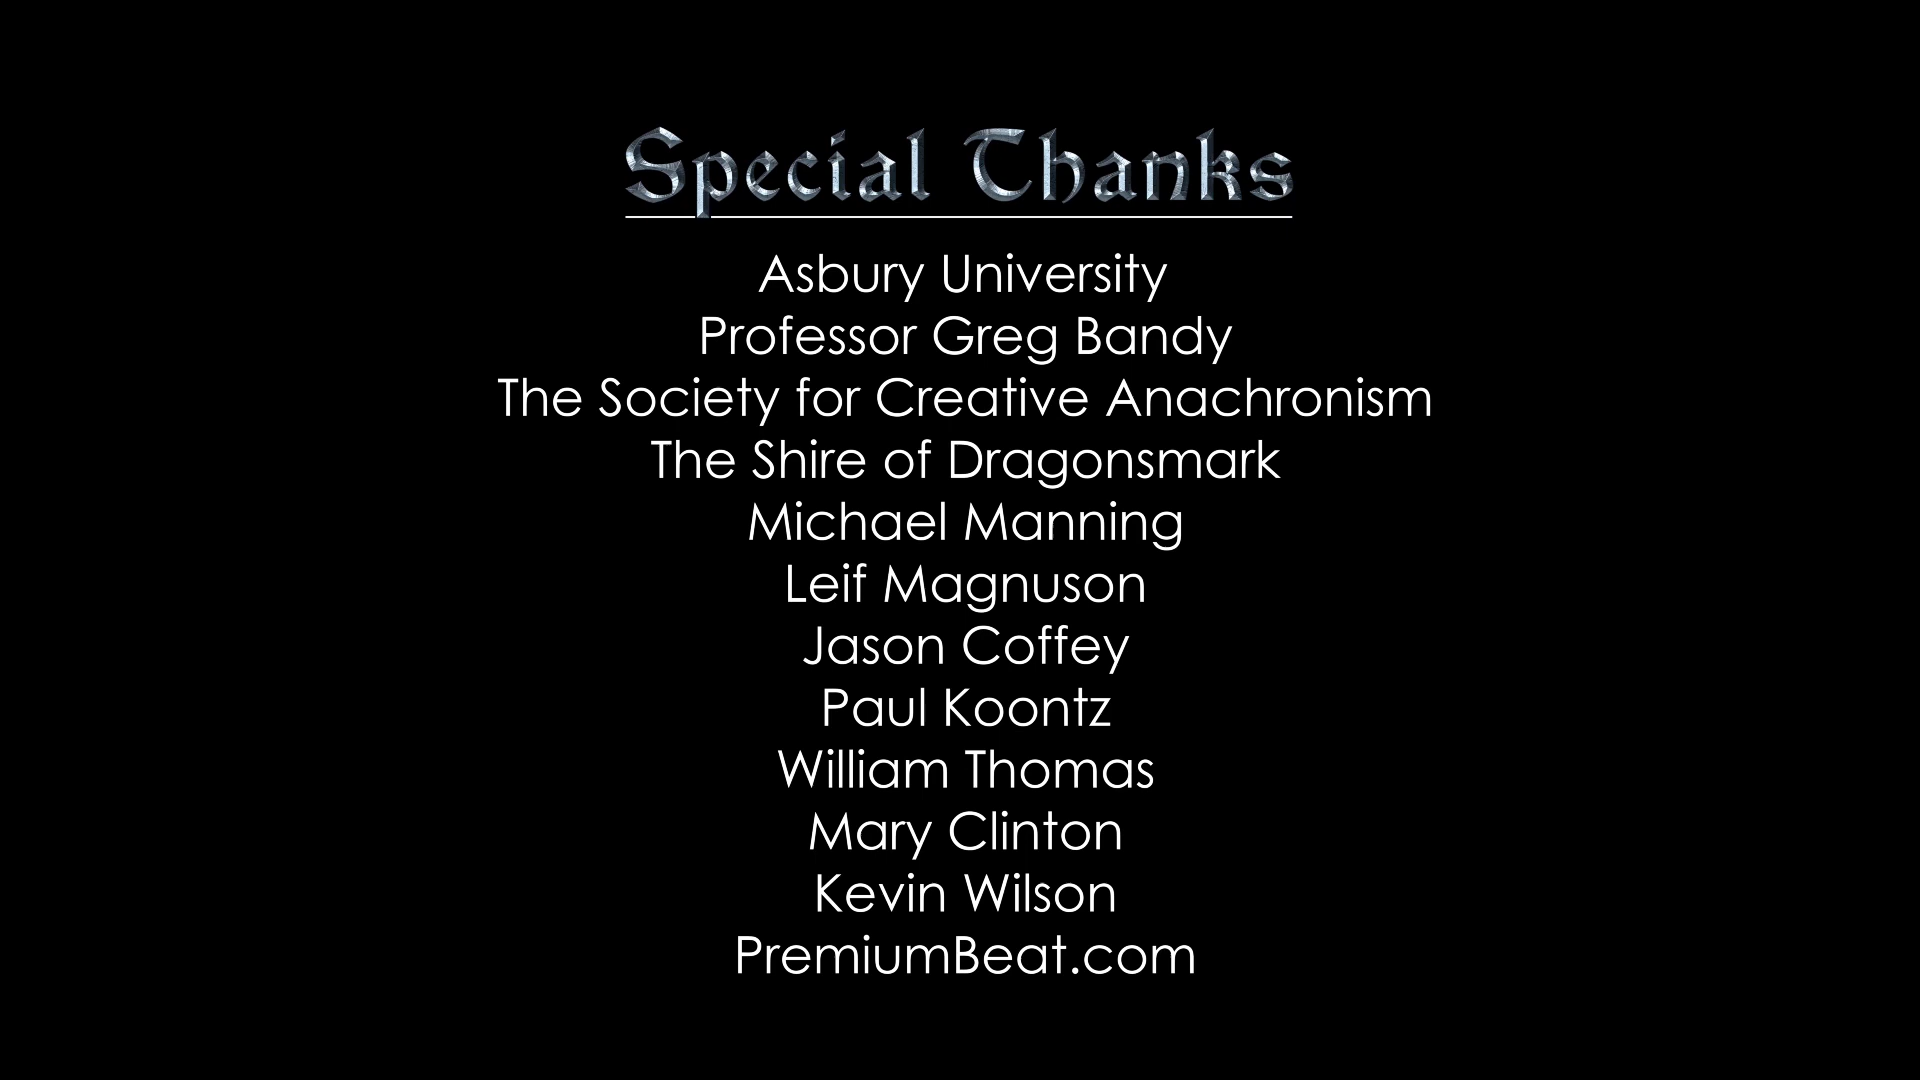 Special Thanks
Asbury University
Professor Greg Bandy
The Society for Creative Anachronism
The Shire of Dragonsmark
Michael Manning
Leif Magnuson
Jason Coffey
Paul Koontz
William Thomas
Mary Clinton
Kevin Wilson
PremiumBeat.com